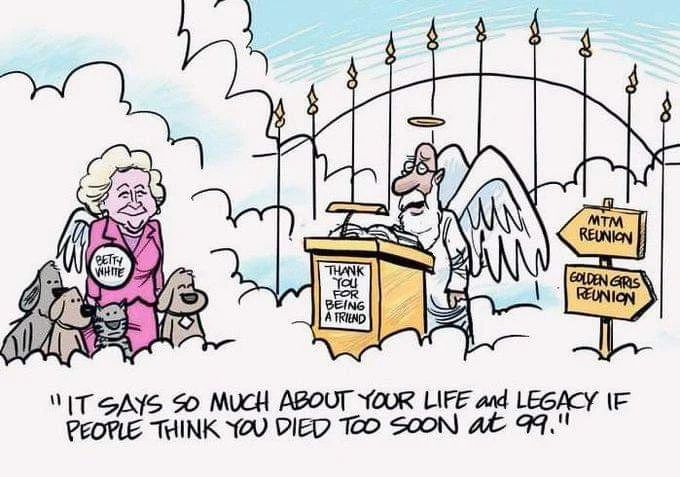 BETTY
WHITE
THANK
YOU
FOR
BEING
A FRIEND
MTM
REUNION
GOLDEN GIRLS
REUNION
"IT SAYS SO MUCH ABOUT YOUR LIFE and LEGACY IF
PEOPLE THINK YOU DIED TOO SOON at 99."